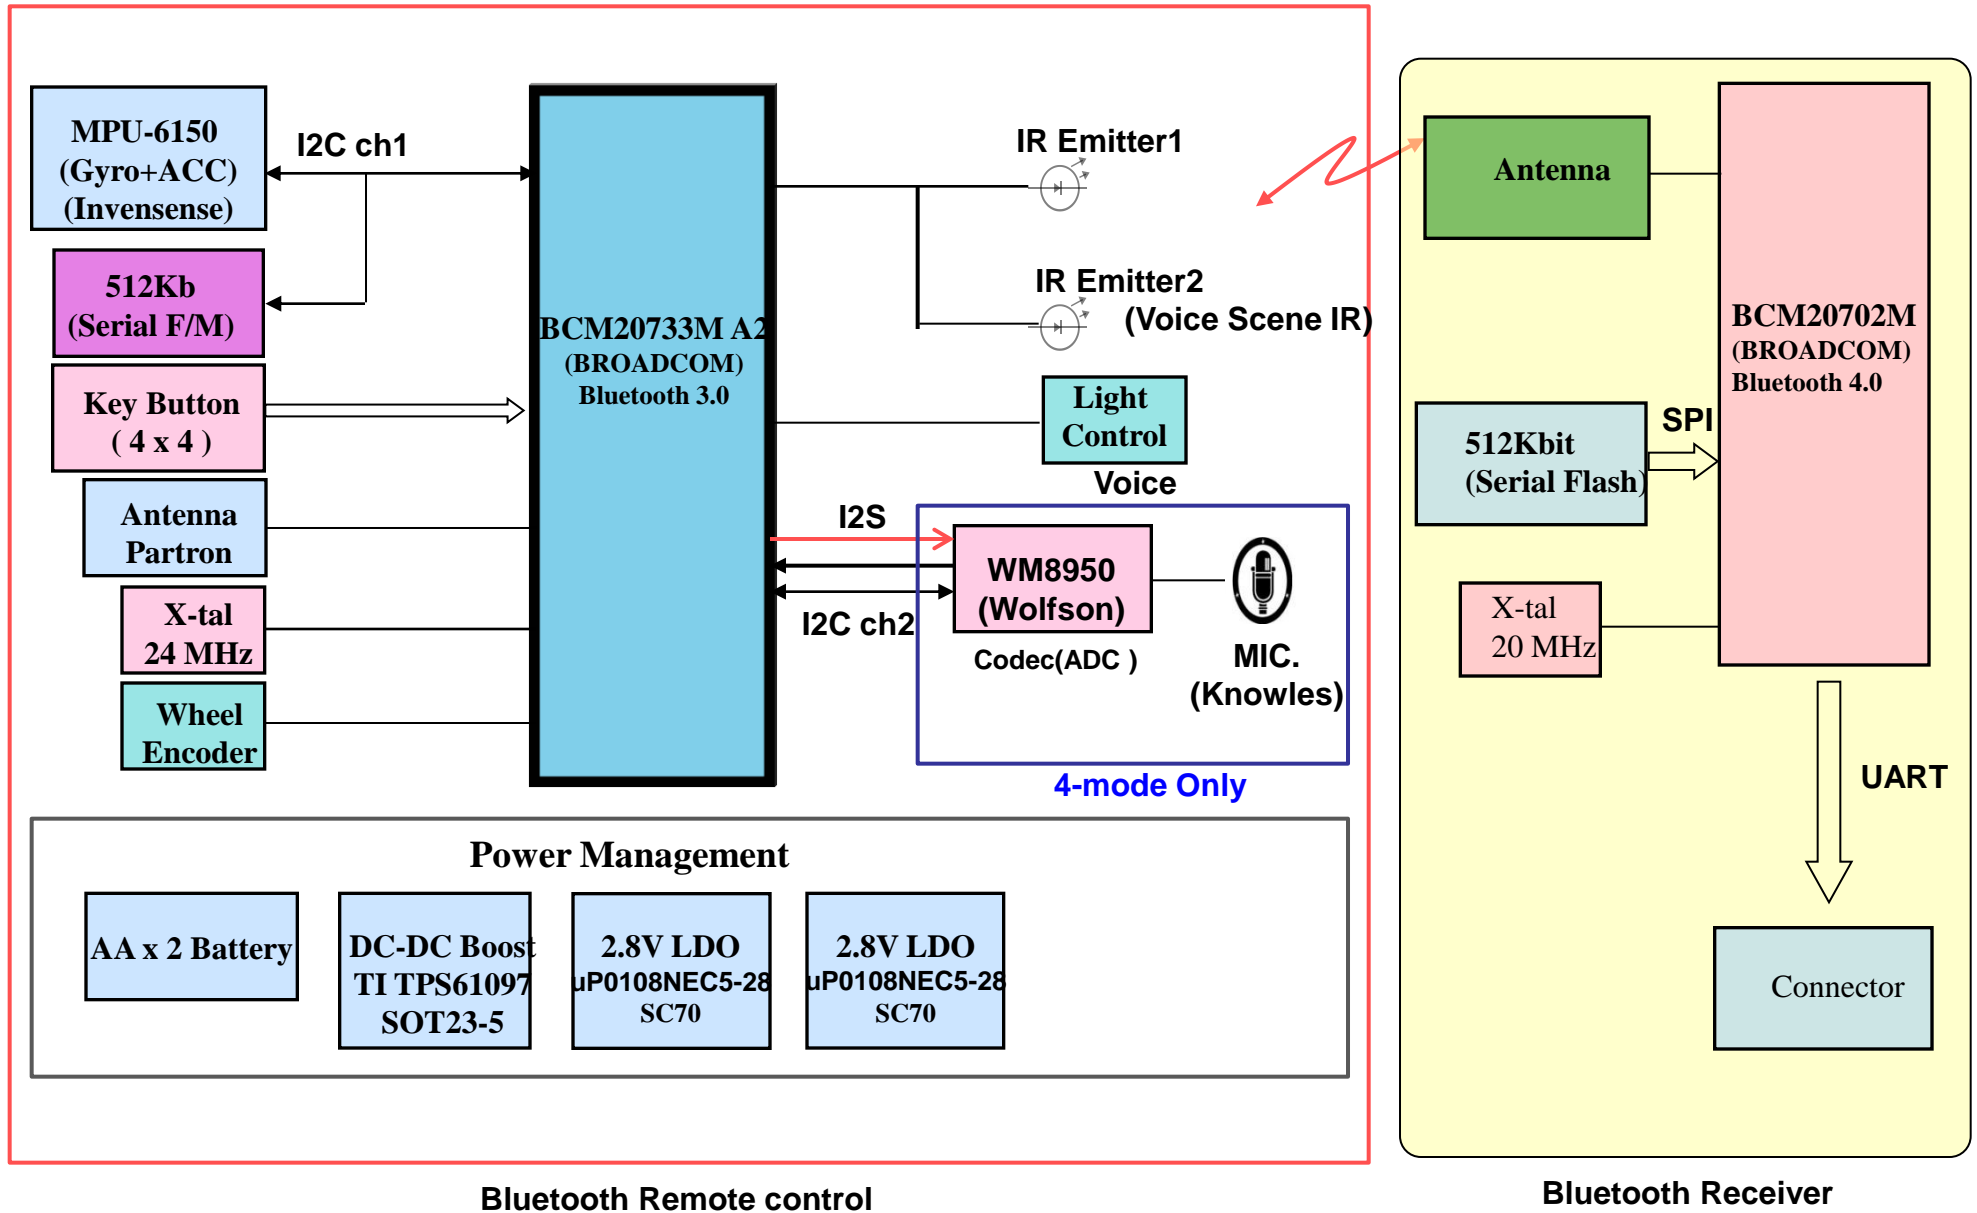 MPU-6150
(Gyro+ACC)
(Invensense)
I2C ch1
512Kb
(Serial F/M)
Key Button
( 4 x 4 )
Antenna
Partron
X-tal
24 MHz
Wheel
Encoder
BCM20733M A2
(BROADCOM)
Bluetooth 3.0
IR Emitter1
IR Emitter2
(Voice Scene IR)
Light
Control
Voice
I2S
I2C ch2
WM8950
(Wolfson)
Codec(ADC )
MIC.
(Knowles)
4-mode Only
Power Management
AA x 2 Battery
DC-DC Boost
TI TPS61097
SOT23-5
2.8V LDO
uP0108NEC5-28
SC70
2.8V LDO
uP0108NEC5-28
SC70
Bluetooth Remote control
Antenna
BCM20702M
(BROADCOM)
Bluetooth 4.0
SPI
512Kbit
(Serial Flash)
X-tal
20 MHz
UART
Connector
Bluetooth Receiver